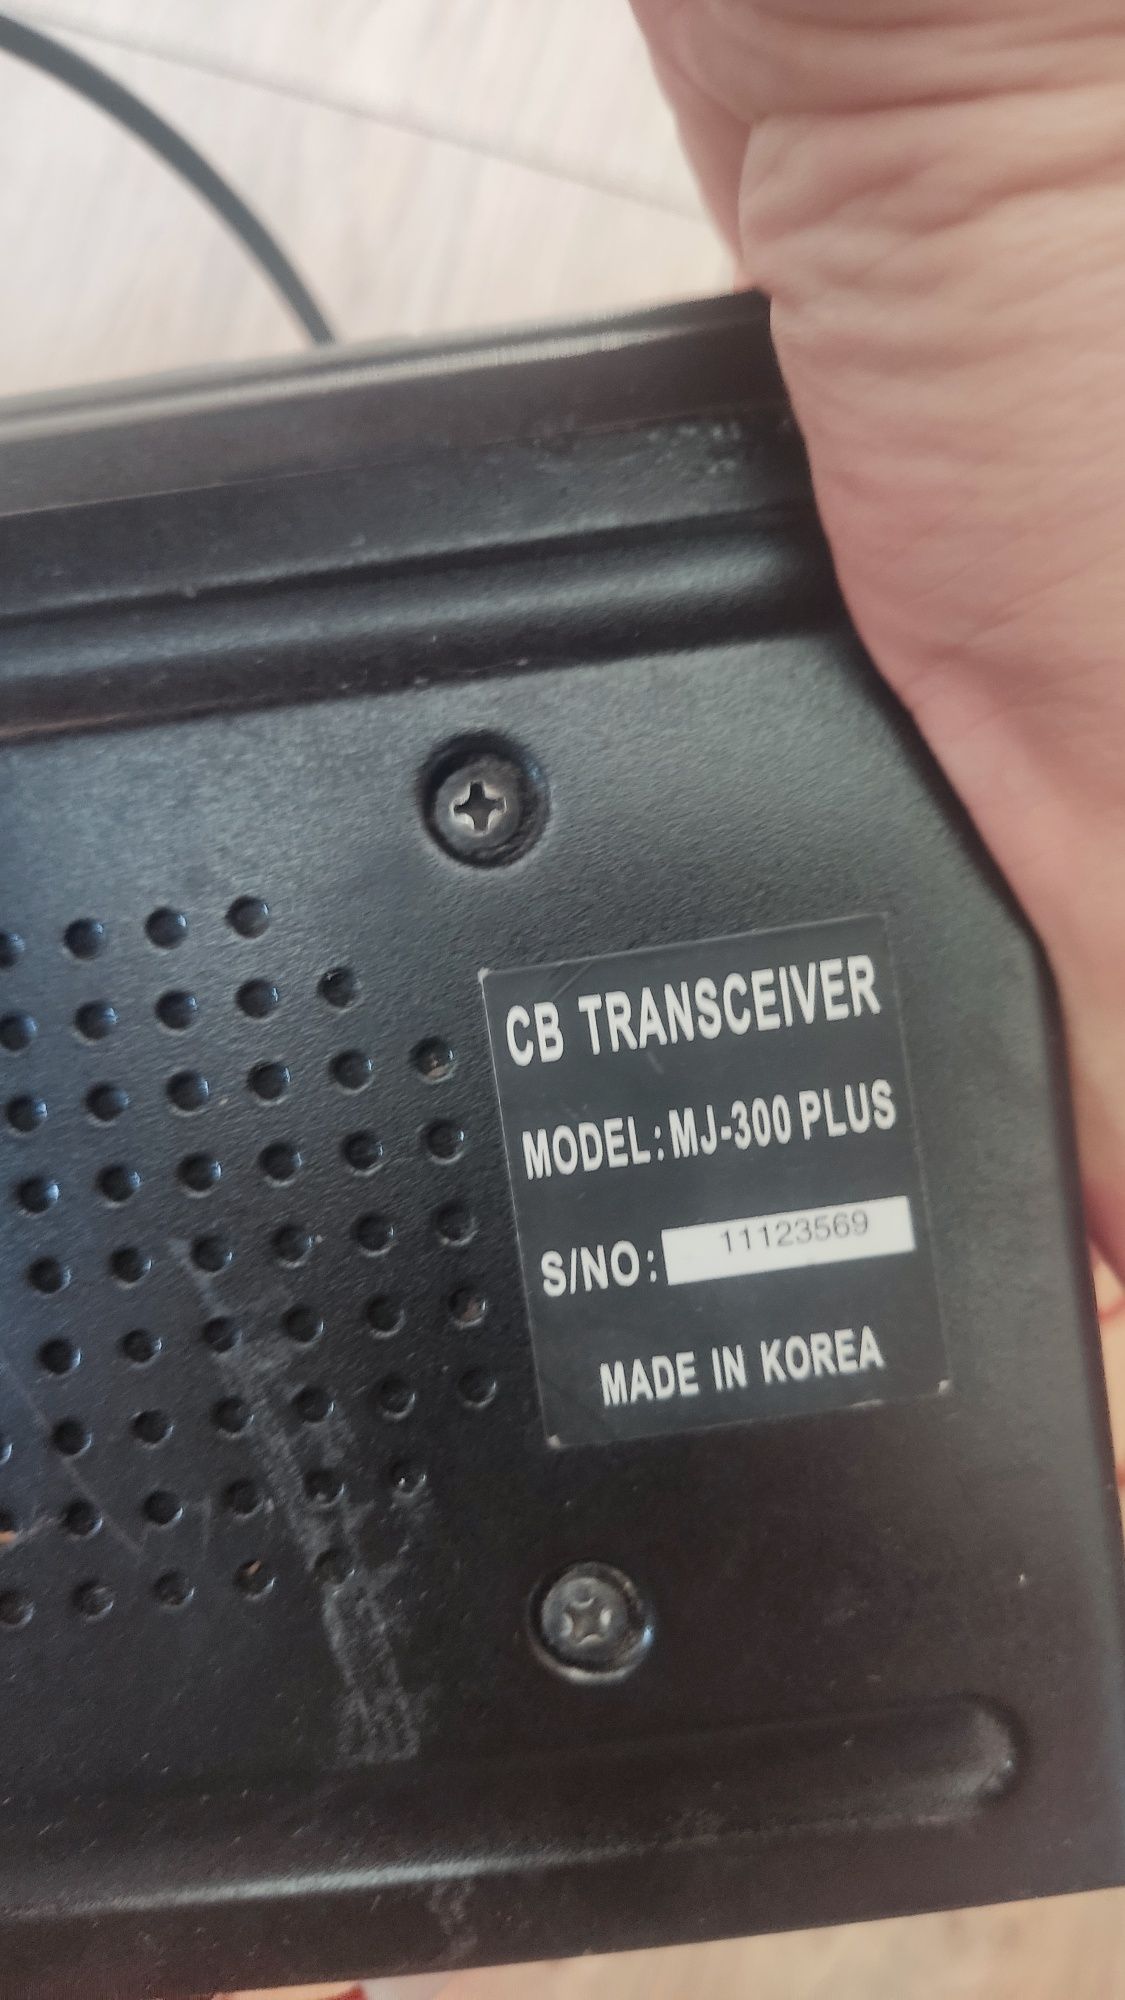 CB TRANSCEIVER
MODEL: MJ-300 PLUS
S/NO: 11123569
MADE IN KOREA